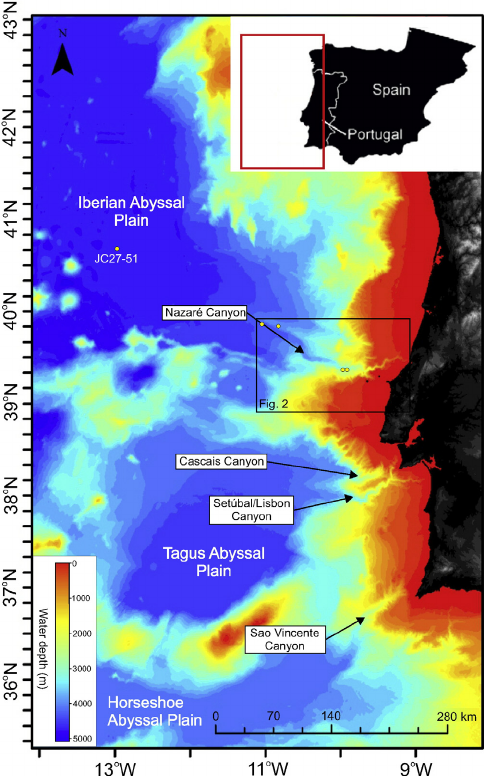 43°N
42°N
41°N
40°N
39°N
38°N
37°N
36°N
N
Spain
Portugal
Iberian Abyssal
Plain
JC27-51
Nazaré Canyon
Fig. 2
Cascais Canyon
Setúbal/Lisbon
Canyon
Tagus Abyssal
Plain
Sao Vincente
Canyon
Horseshoe
Abyssal Plain
Water depth (m)
0
1000
2000
3000
4000
5000
0 70 140 280 km
13°W 11°W 9°W